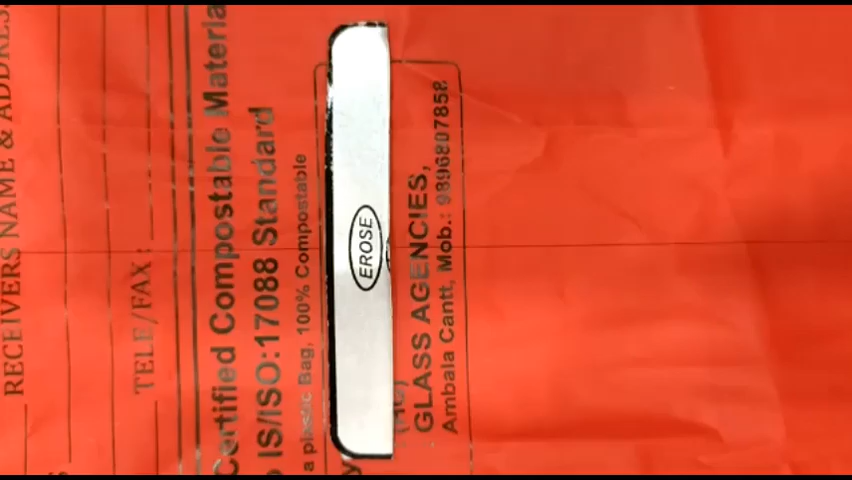 RECEIVERS NAME & ADDRES
TELE/FAX:
Certified Compostable Materia
IS/ISO:17088 Standard
a plastic Bag, 100% Compostable
EROSE
GLASS AGENCIES,
Ambala Cantt, Mob.: 9896807858